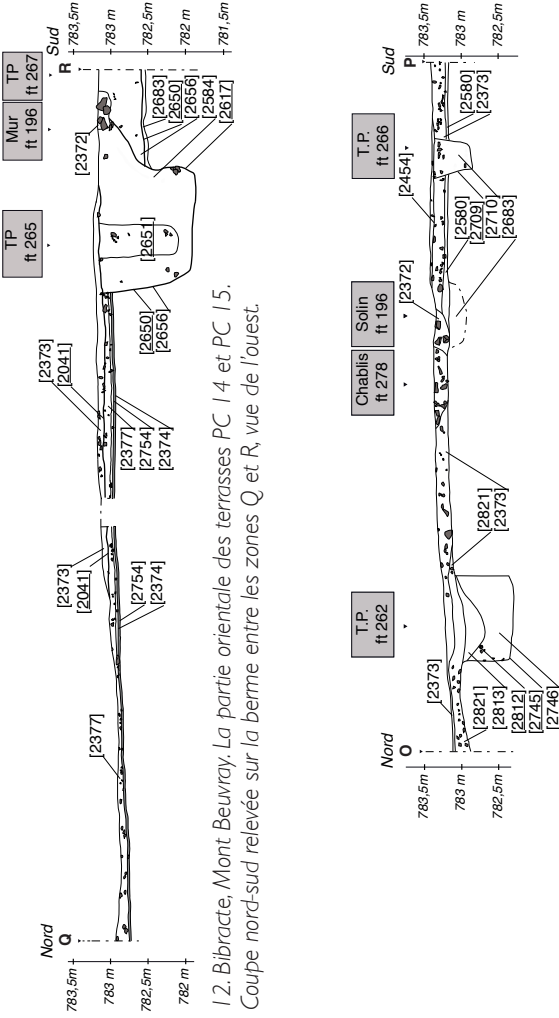 Nord
Q
783,5m
783 m
782,5m
782 m
[2377]
[2373]
[2041]
[2754]
[2374]
[2373]
[2041]
[2377]
[2754]
[2374]
TP
ft 265
[2650]
[2656]
[2651]
Mur
ft 196
[2372]
TP
ft 267
[2683]
[2650]
[2656]
[2584]
[2617]
Sud
R
783,5m
783 m
782,5m
782 m
781,5m
12. Bibracte, Mont Beuvray. La partie orientale des terrasses PC 14 et PC 15.
Coupe nord-sud relevée sur la berme entre les zones Q et R, vue de l'ouest.
Nord
O
783,5m
783 m
782,5m
[2373]
[2821]
[2813]
[2812]
[2745]
[2746]
T.P.
ft 262
[2821]
[2373]
Chablis
ft 278
Solin
ft 196
[2372]
[2454]
T.P.
ft 266
[2580]
[2709]
[2710]
[2683]
[2580]
[2373]
Sud
P
783,5m
783 m
782,5m